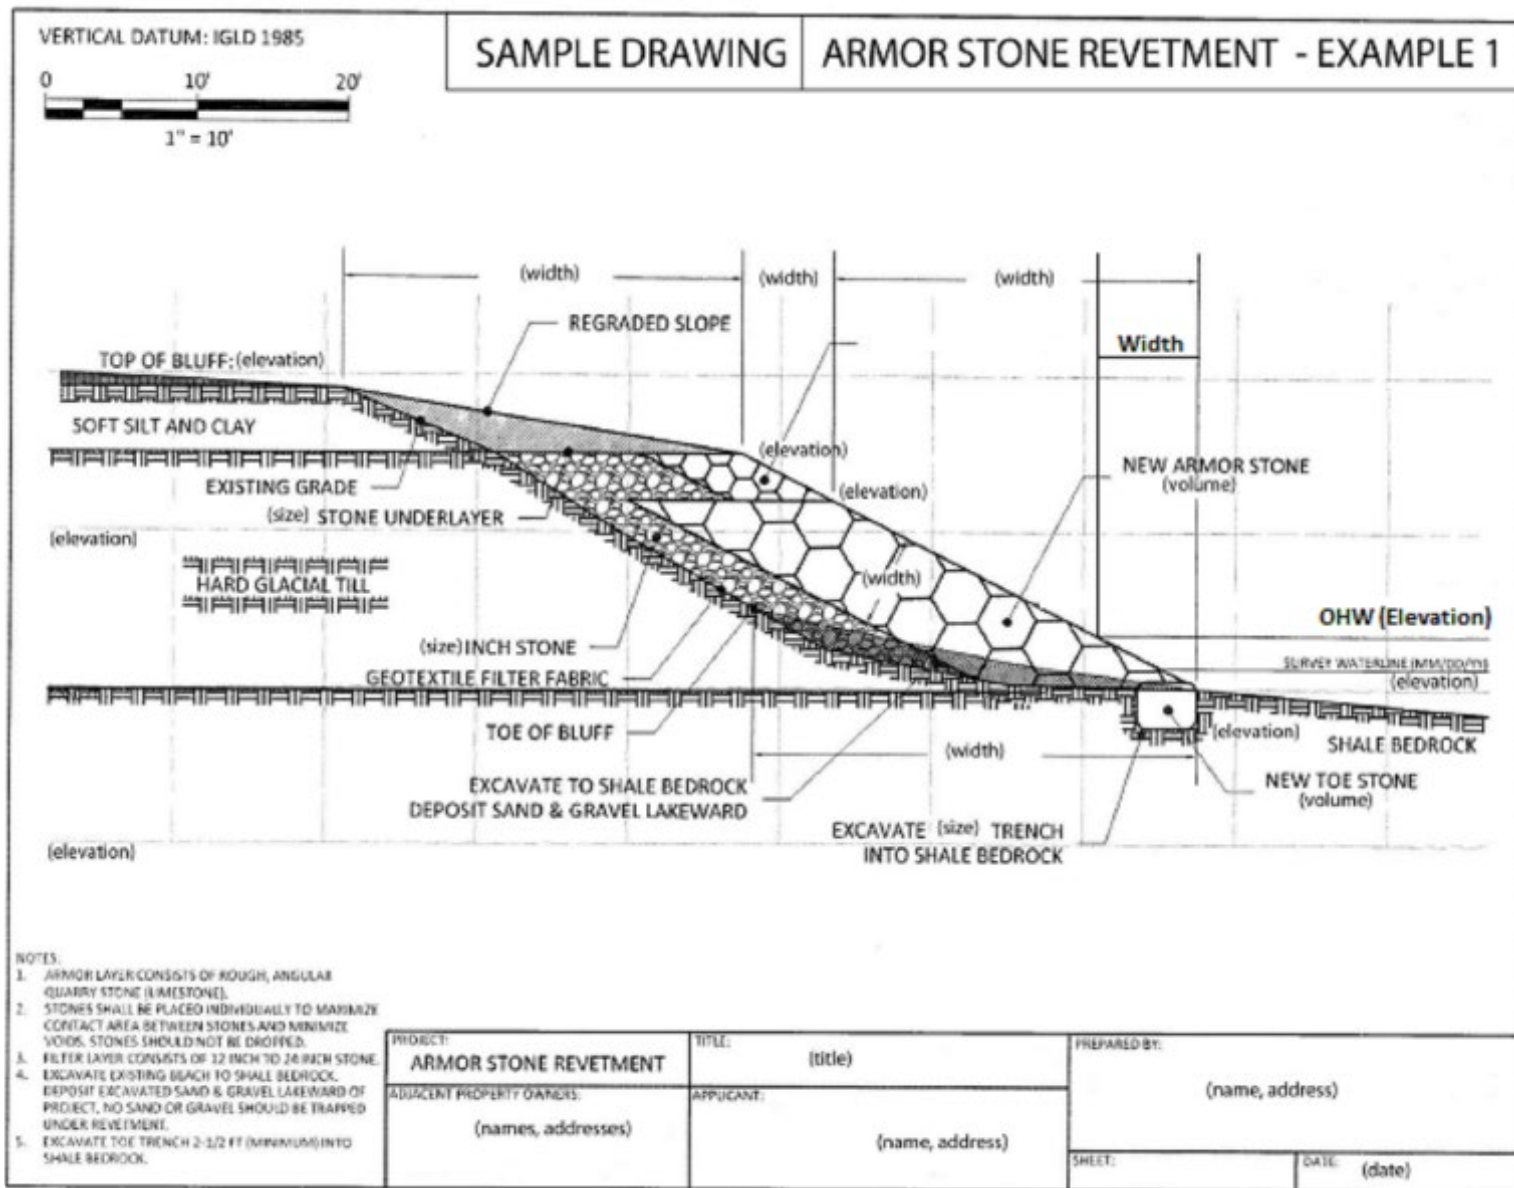 VERTICAL DATUM: IGLD 1985
0 10' 20'
1" = 10'
SAMPLE DRAWING
ARMOR STONE REVETMENT - EXAMPLE 1
(width)
(width)
(width)
REGRADED SLOPE
Width
TOP OF BLUFF: (elevation)
SOFT SILT AND CLAY
(elevation)
NEW ARMOR STONE
(volume)
EXISTING GRADE
(elevation)
(size) STONE UNDERLAYER
(elevation)
HARD GLACIAL TILL
(width)
OHW (Elevation)
(size) INCH STONE
SURVEY WATERLINE (MM/DD/YY)
(elevation)
GEOTEXTILE FILTER FABRIC
TOE OF BLUFF
(elevation)
SHALE BEDROCK
(width)
EXCAVATE TO SHALE BEDROCK
DEPOSIT SAND & GRAVEL LAKEWARD
NEW TOE STONE
(volume)
EXCAVATE (size) TRENCH
INTO SHALE BEDROCK
(elevation)
NOTES:
1. ARMOR LAYER CONSISTS OF ROUGH, ANGULAR
QUARRY STONE (LIMESTONE).
2. STONES SHALL BE PLACED INDIVIDUALLY TO MAXIMIZE
CONTACT AREA BETWEEN STONES AND MINIMIZE
VOIDS. STONES SHOULD NOT BE DROPPED.
3. FILTER LAYER CONSISTS OF 12 INCH TO 24 INCH STONE.
4. EXCAVATE EXISTING BEACH TO SHALE BEDROCK.
DEPOSIT EXCAVATED SAND & GRAVEL LAKEWARD OF
PROJECT. NO SAND OR GRAVEL SHOULD BE TRAPPED
UNDER REVETMENT.
5. EXCAVATE TOE TRENCH 2-1/2 FT (MINIMUM) INTO
SHALE BEDROCK.
PROJECT:
ARMOR STONE REVETMENT
ADJACENT PROPERTY OWNERS:
(names, addresses)
TITLE:
(title)
APPLICANT:
(name, address)
PREPARED BY:
(name, address)
SHEET:
DATE:
(date)